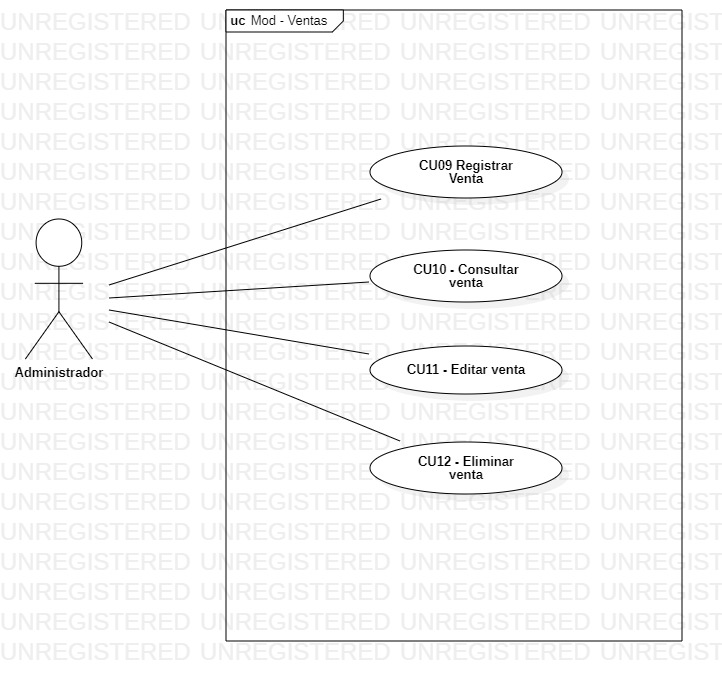 uc Mod - Ventas
CU09 Registrar
Venta
CU10 - Consultar
venta
CU11 - Editar venta
CU12 - Eliminar
venta
Administrador
UNREGISTERED UNREGISTERED UNREGISTERED UNREGIST